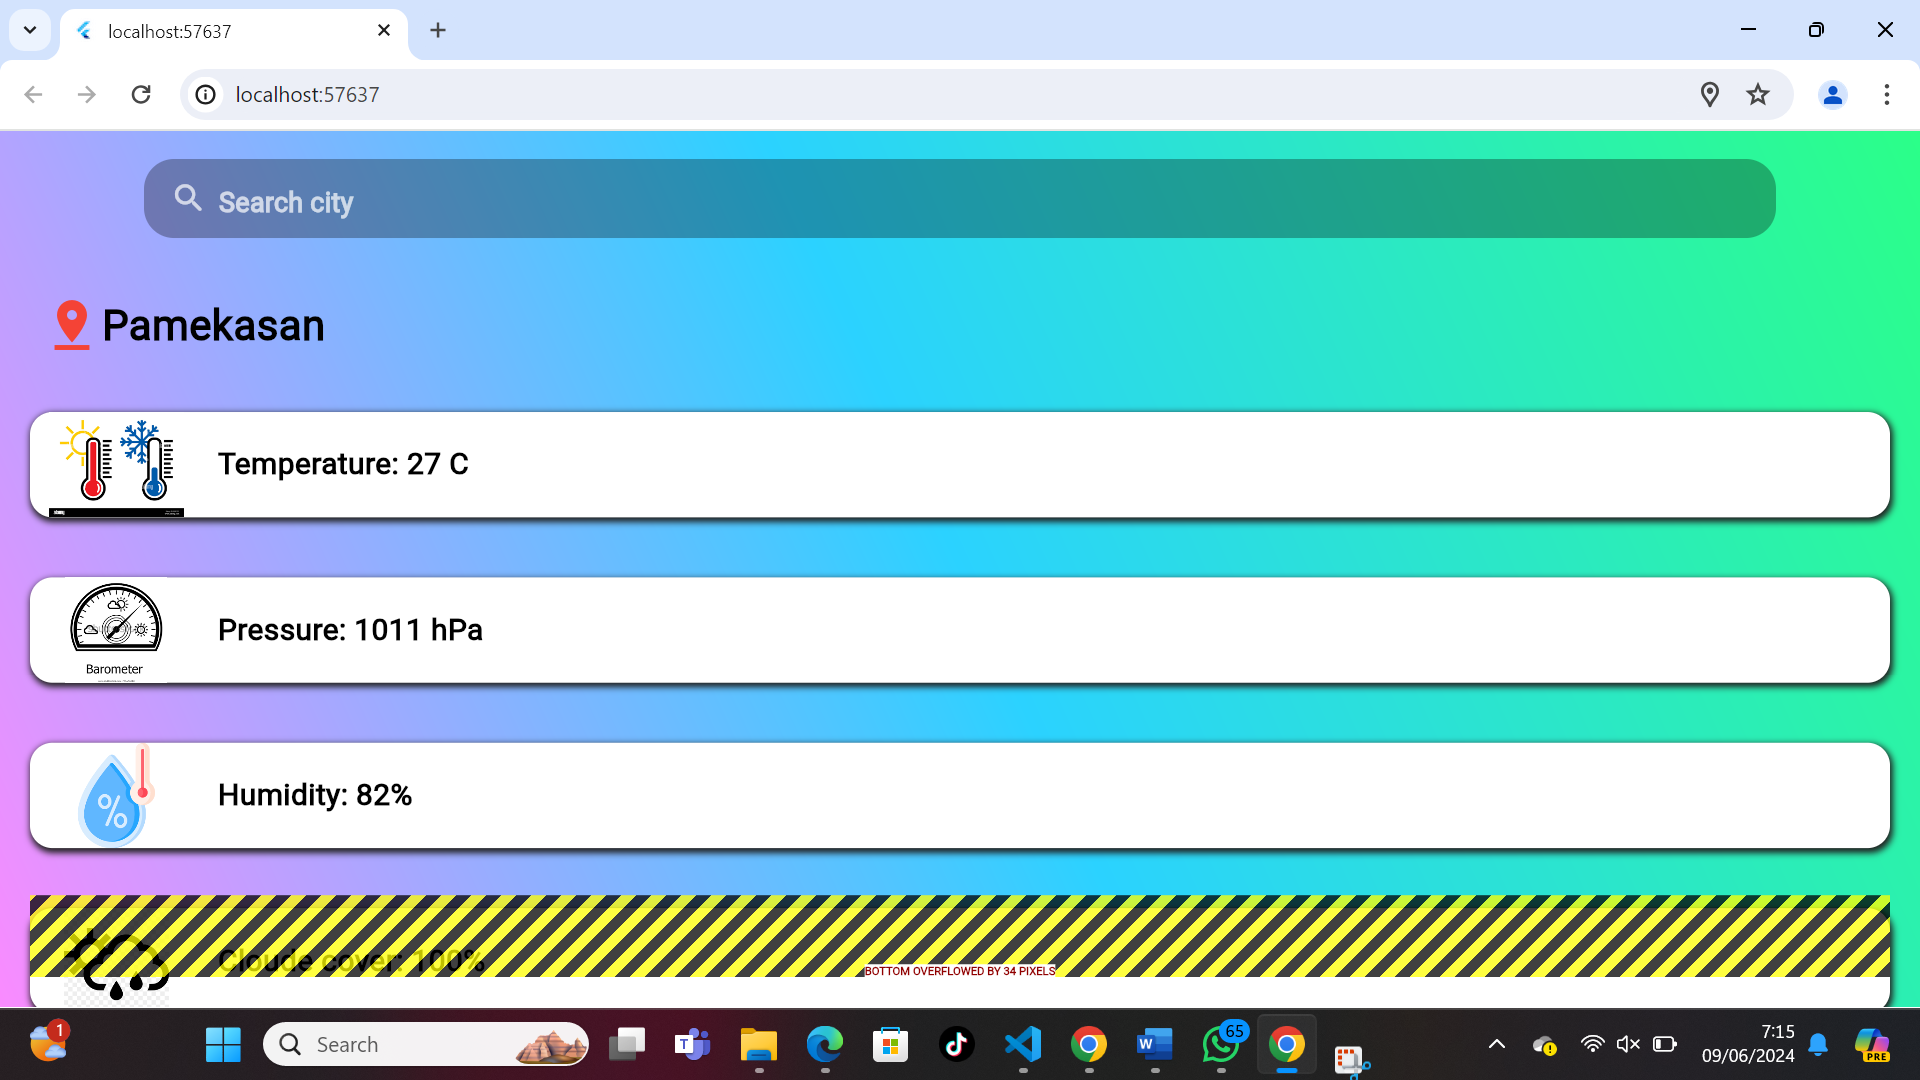 localhost:57637
localhost:57637
Search city
Pamekasan
Temperature: 27 C
Pressure: 1011 hPa
Barometer
%
Humidity: 82%
Cloude cover: 100%
BOTTOM OVERFLOWED BY 34 PIXELS
1
Search
T
W
65
7:15
09/06/2024
PRE